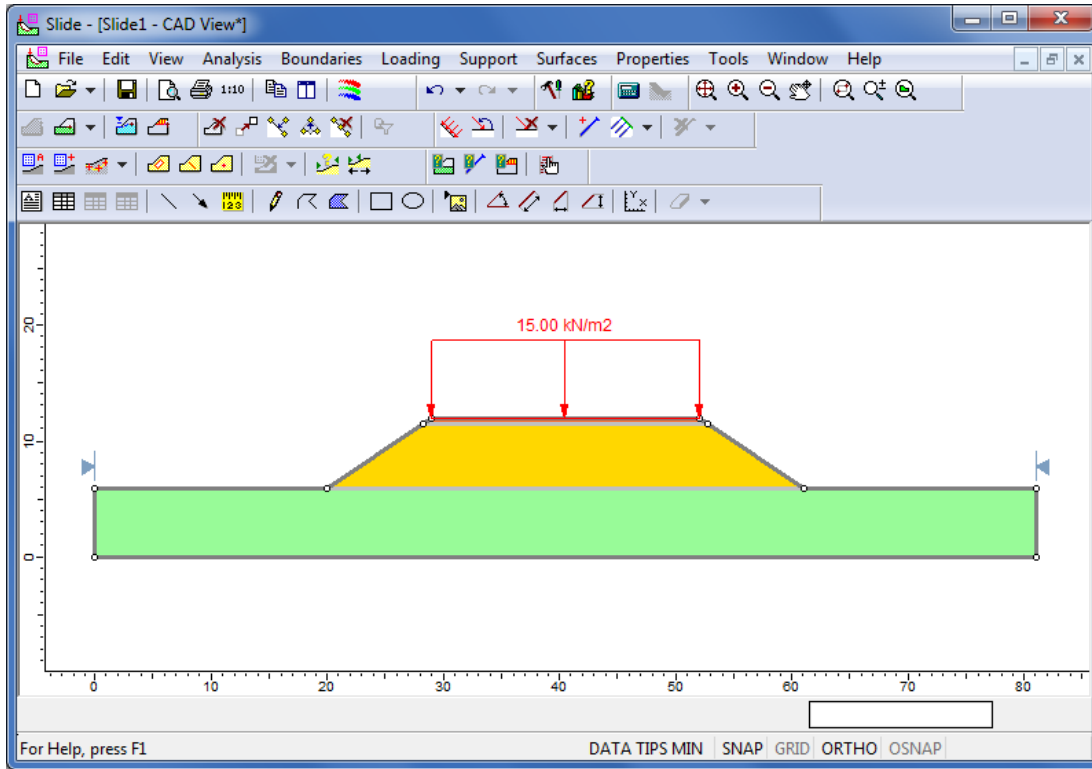 Slide - [Slide1 - CAD View*]
File Edit View Analysis Boundaries Loading Support Surfaces Properties Tools Window Help
1:10
123
Y
X
20
15.00 kN/m2
10
0
0 10 20 30 40 50 60 70 80
For Help, press F1 DATA TIPS MIN SNAP GRID ORTHO OSNAP